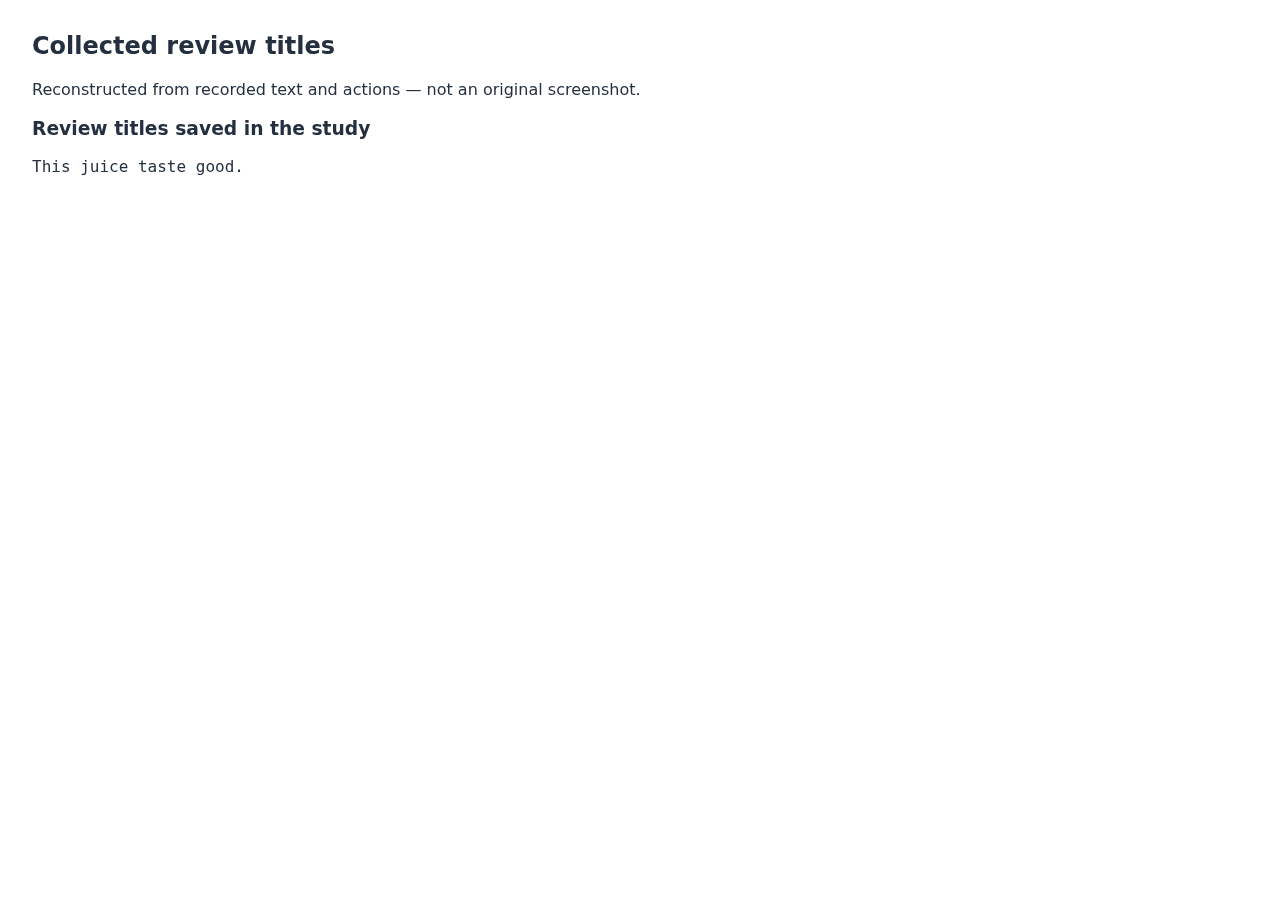 Collected review titles
Reconstructed from recorded text and actions — not an original screenshot.
Review titles saved in the study
This juice taste good.